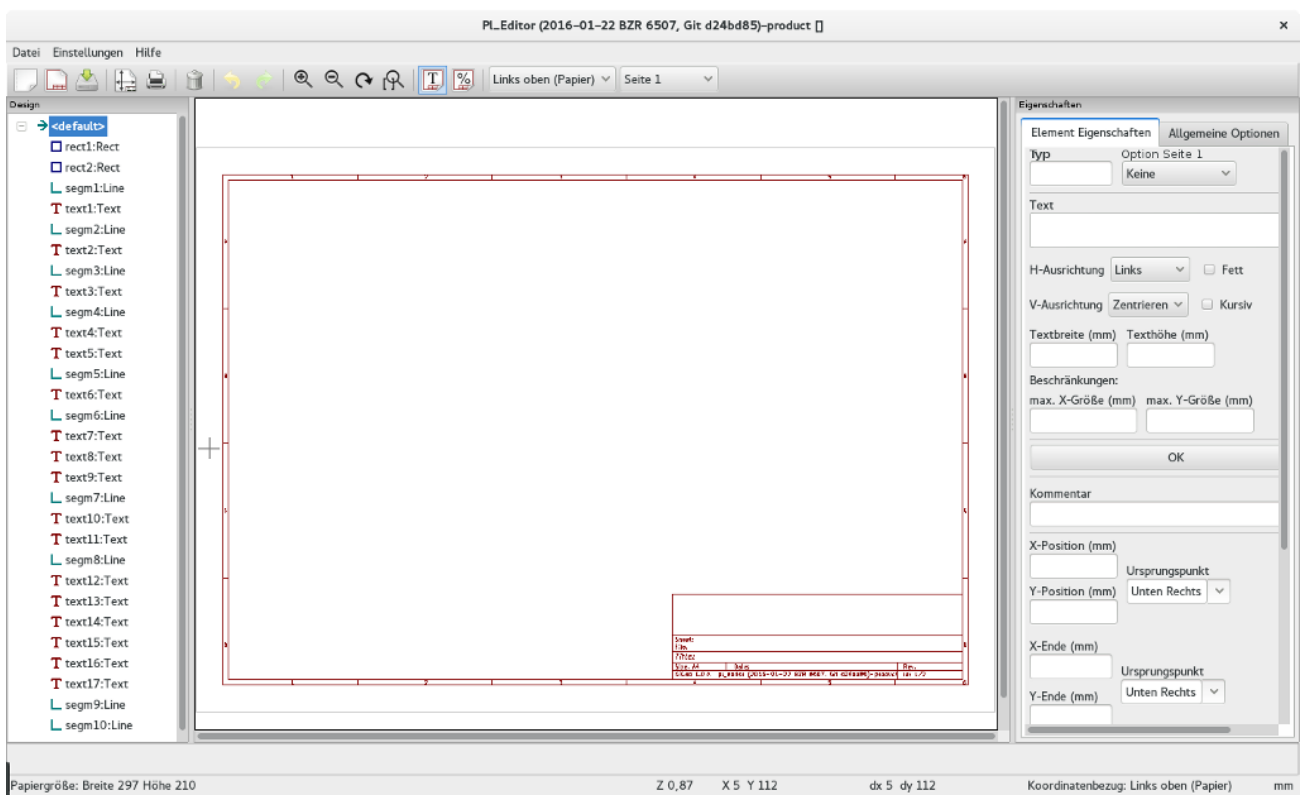 Pl_Editor (2016-01-22 BZR 6507, Git d24bd85)-product []
Datei Einstellungen Hilfe
Links oben (Papier) Seite 1
Design
<default>
rect1:Rect
rect2:Rect
segm1:Line
text1:Text
segm2:Line
text2:Text
segm3:Line
text3:Text
segm4:Line
text4:Text
text5:Text
segm5:Line
text6:Text
segm6:Line
text7:Text
text8:Text
text9:Text
segm7:Line
text10:Text
text11:Text
segm8:Line
text12:Text
text13:Text
text14:Text
text15:Text
text16:Text
text17:Text
segm9:Line
segm10:Line
Sheet:
File:
Title:
Size: A4 Date: Rev:
Eigenschaften
Element Eigenschaften Allgemeine Optionen
Typ Option Seite 1
Keine
Text
H-Ausrichtung Links Fett
V-Ausrichtung Zentrieren Kursiv
Textbreite (mm) Texthöhe (mm)
Beschränkungen:
max. X-Größe (mm) max. Y-Größe (mm)
OK
Kommentar
X-Position (mm)
Ursprungspunkt
Y-Position (mm) Unten Rechts
X-Ende (mm)
Ursprungspunkt
Y-Ende (mm) Unten Rechts
Papiergröße: Breite 297 Höhe 210 Z 0,87 X 5 Y 112 dx 5 dy 112 Koordinatenbezug: Links oben (Papier) mm